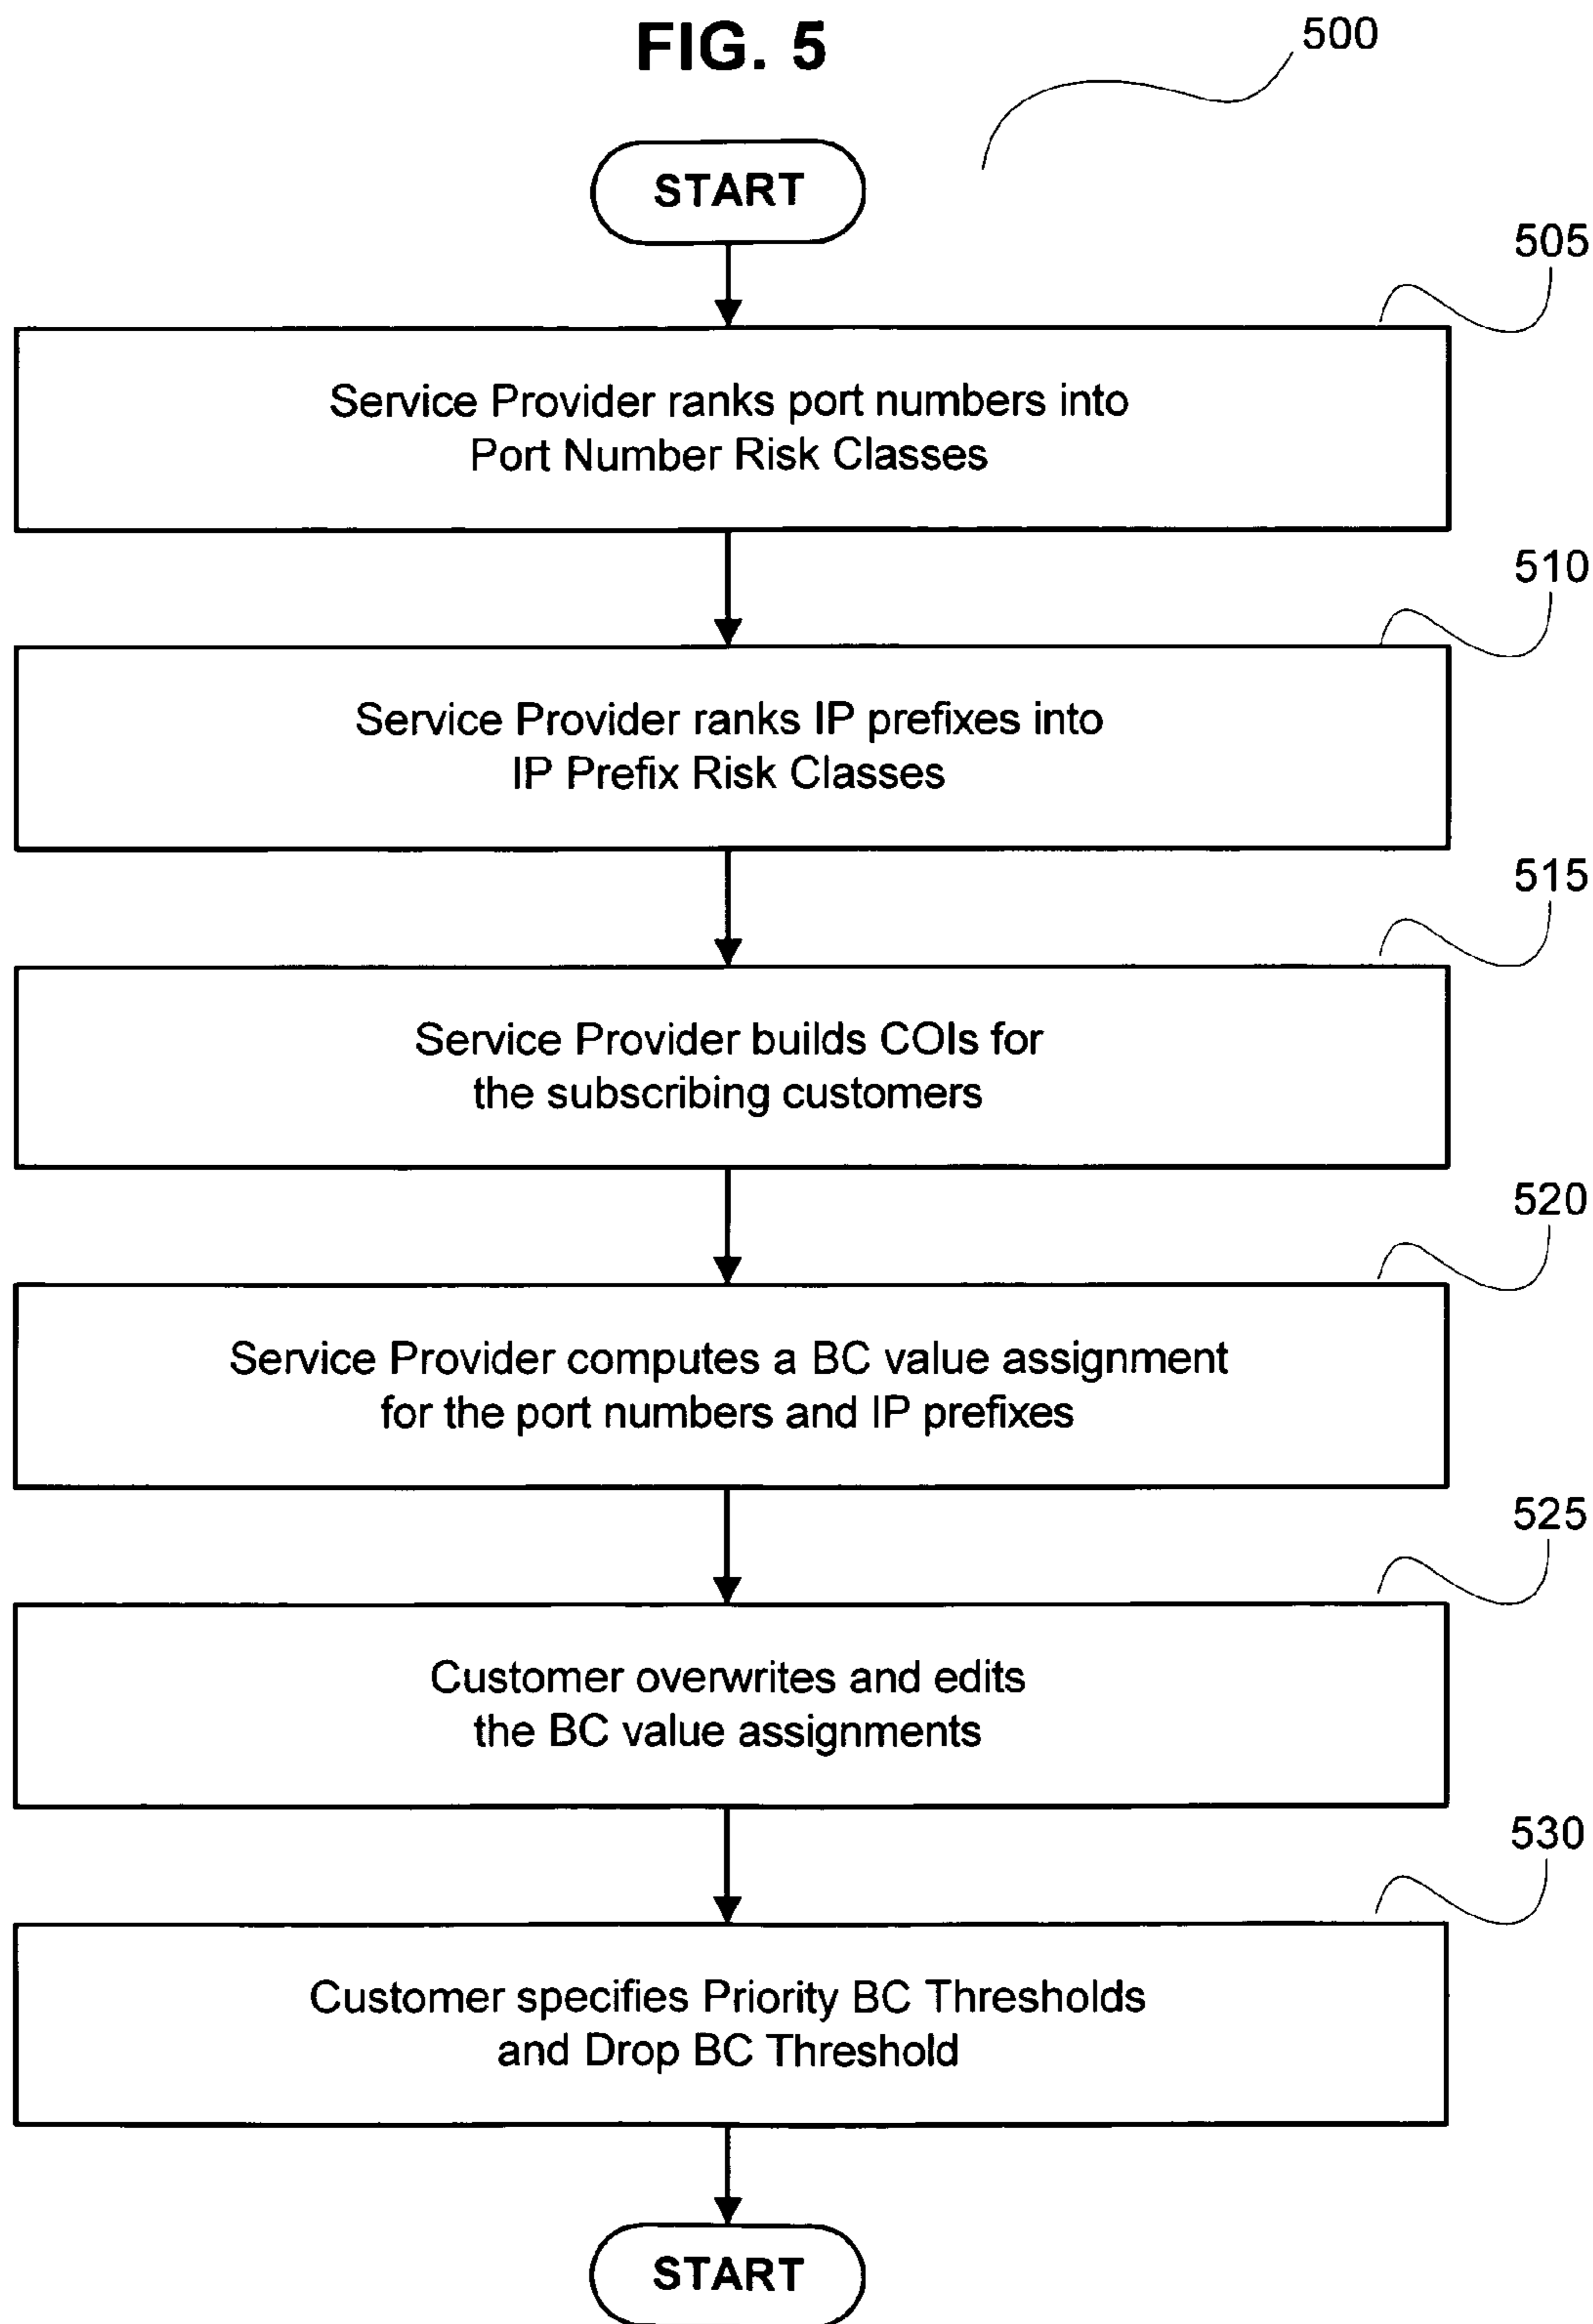 FIG. 5
500
START
505
Service Provider ranks port numbers into
Port Number Risk Classes
510
Service Provider ranks IP prefixes into
IP Prefix Risk Classes
515
Service Provider builds COIs for
the subscribing customers
520
Service Provider computes a BC value assignment
for the port numbers and IP prefixes
525
Customer overwrites and edits
the BC value assignments
530
Customer specifies Priority BC Thresholds
and Drop BC Threshold
START